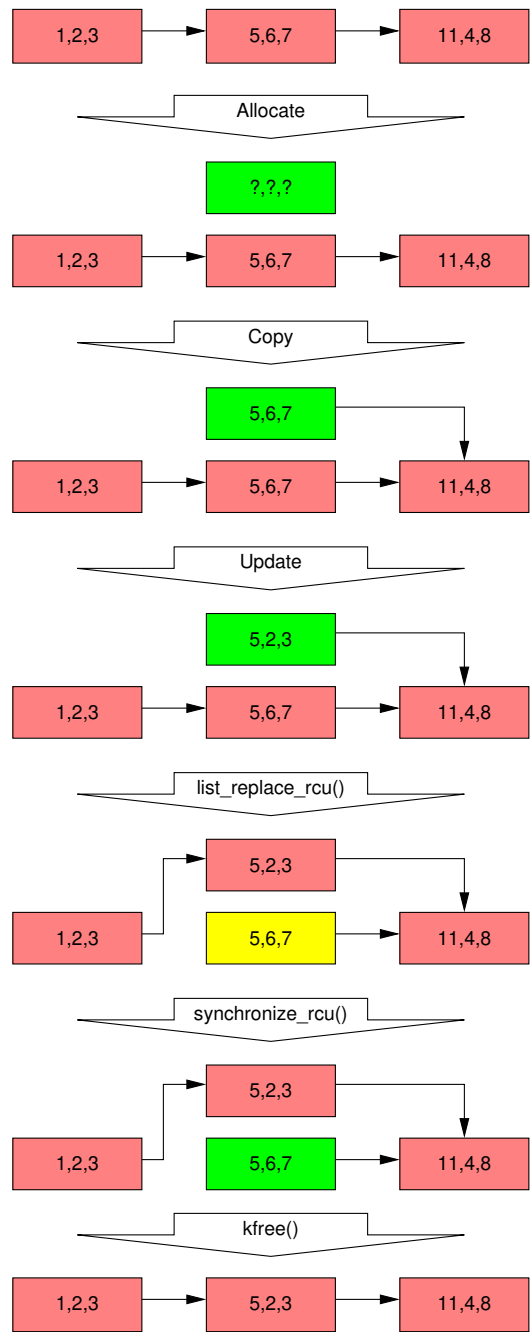 1,2,3 5,6,7 11,4,8
Allocate
?,?,?
1,2,3 5,6,7 11,4,8
Copy
5,6,7
1,2,3 5,6,7 11,4,8
Update
5,2,3
1,2,3 5,6,7 11,4,8
list_replace_rcu()
5,2,3
1,2,3 5,6,7 11,4,8
synchronize_rcu()
5,2,3
1,2,3 5,6,7 11,4,8
kfree()
1,2,3 5,2,3 11,4,8